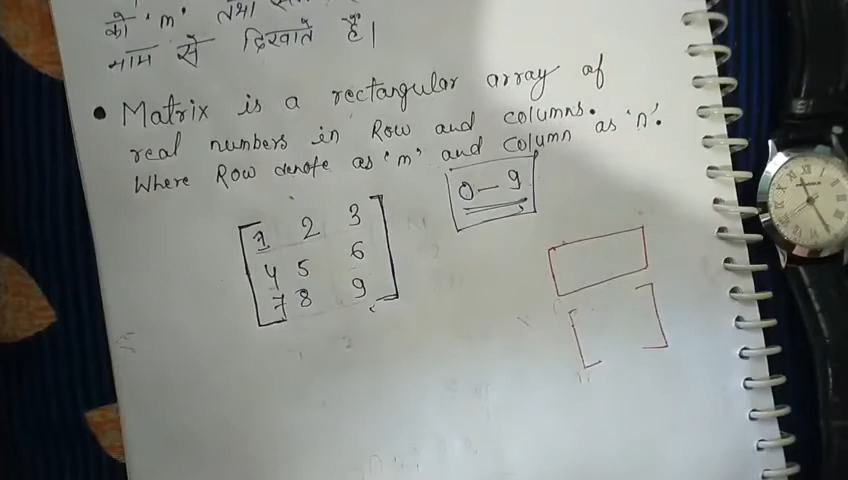 को 'm' तथा
नाम से दिखाते हैं।
• Matrix is a rectangular array of
real numbers in Row and columns.
Where Row denote as 'm' and column as 'n'.
0 — 9
1 2 3
4 5 6
7 8 9